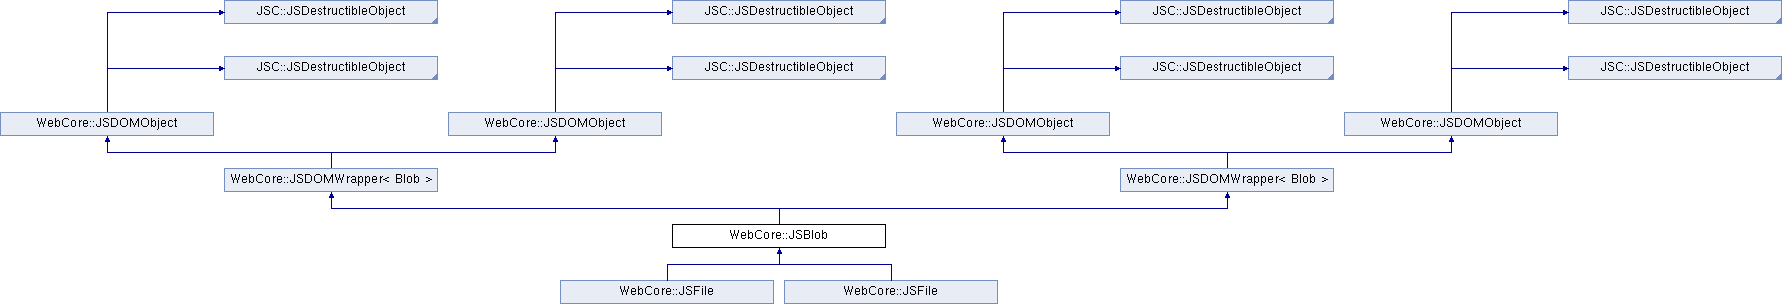 JSC::JSDestructibleObject
JSC::JSDestructibleObject
JSC::JSDestructibleObject
JSC::JSDestructibleObject
JSC::JSDestructibleObject
JSC::JSDestructibleObject
JSC::JSDestructibleObject
JSC::JSDestructibleObject
WebCore::JSDOMObject
WebCore::JSDOMObject
WebCore::JSDOMObject
WebCore::JSDOMObject
WebCore::JSDOMWrapper< Blob >
WebCore::JSDOMWrapper< Blob >
WebCore::JSBlob
WebCore::JSFile
WebCore::JSFile